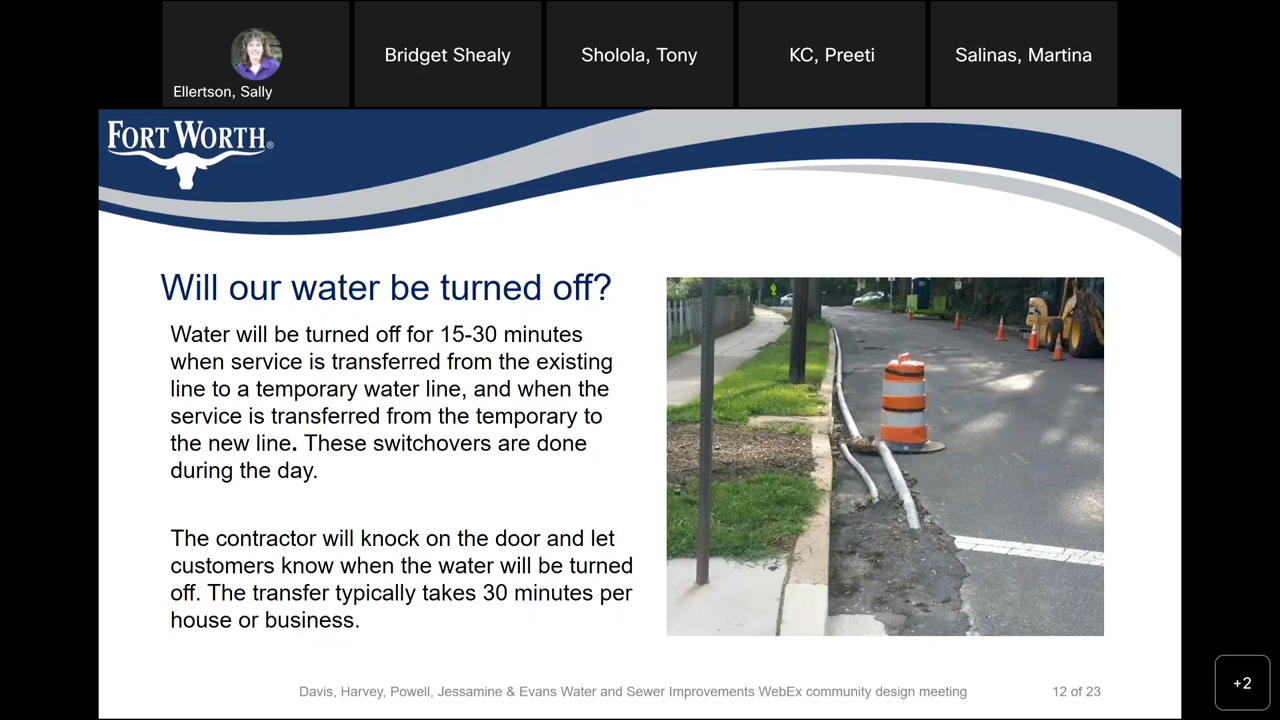 Ellertson, Sally
Bridget Shealy
Sholola, Tony
KC, Preeti
Salinas, Martina
FORT WORTH®
Will our water be turned off?
Water will be turned off for 15-30 minutes
when service is transferred from the existing
line to a temporary water line, and when the
service is transferred from the temporary to
the new line. These switchovers are done
during the day.
The contractor will knock on the door and let
customers know when the water will be turned
off. The transfer typically takes 30 minutes per
house or business.
Davis, Harvey, Powell, Jessamine & Evans Water and Sewer Improvements WebEx community design meeting
12 of 23
+2